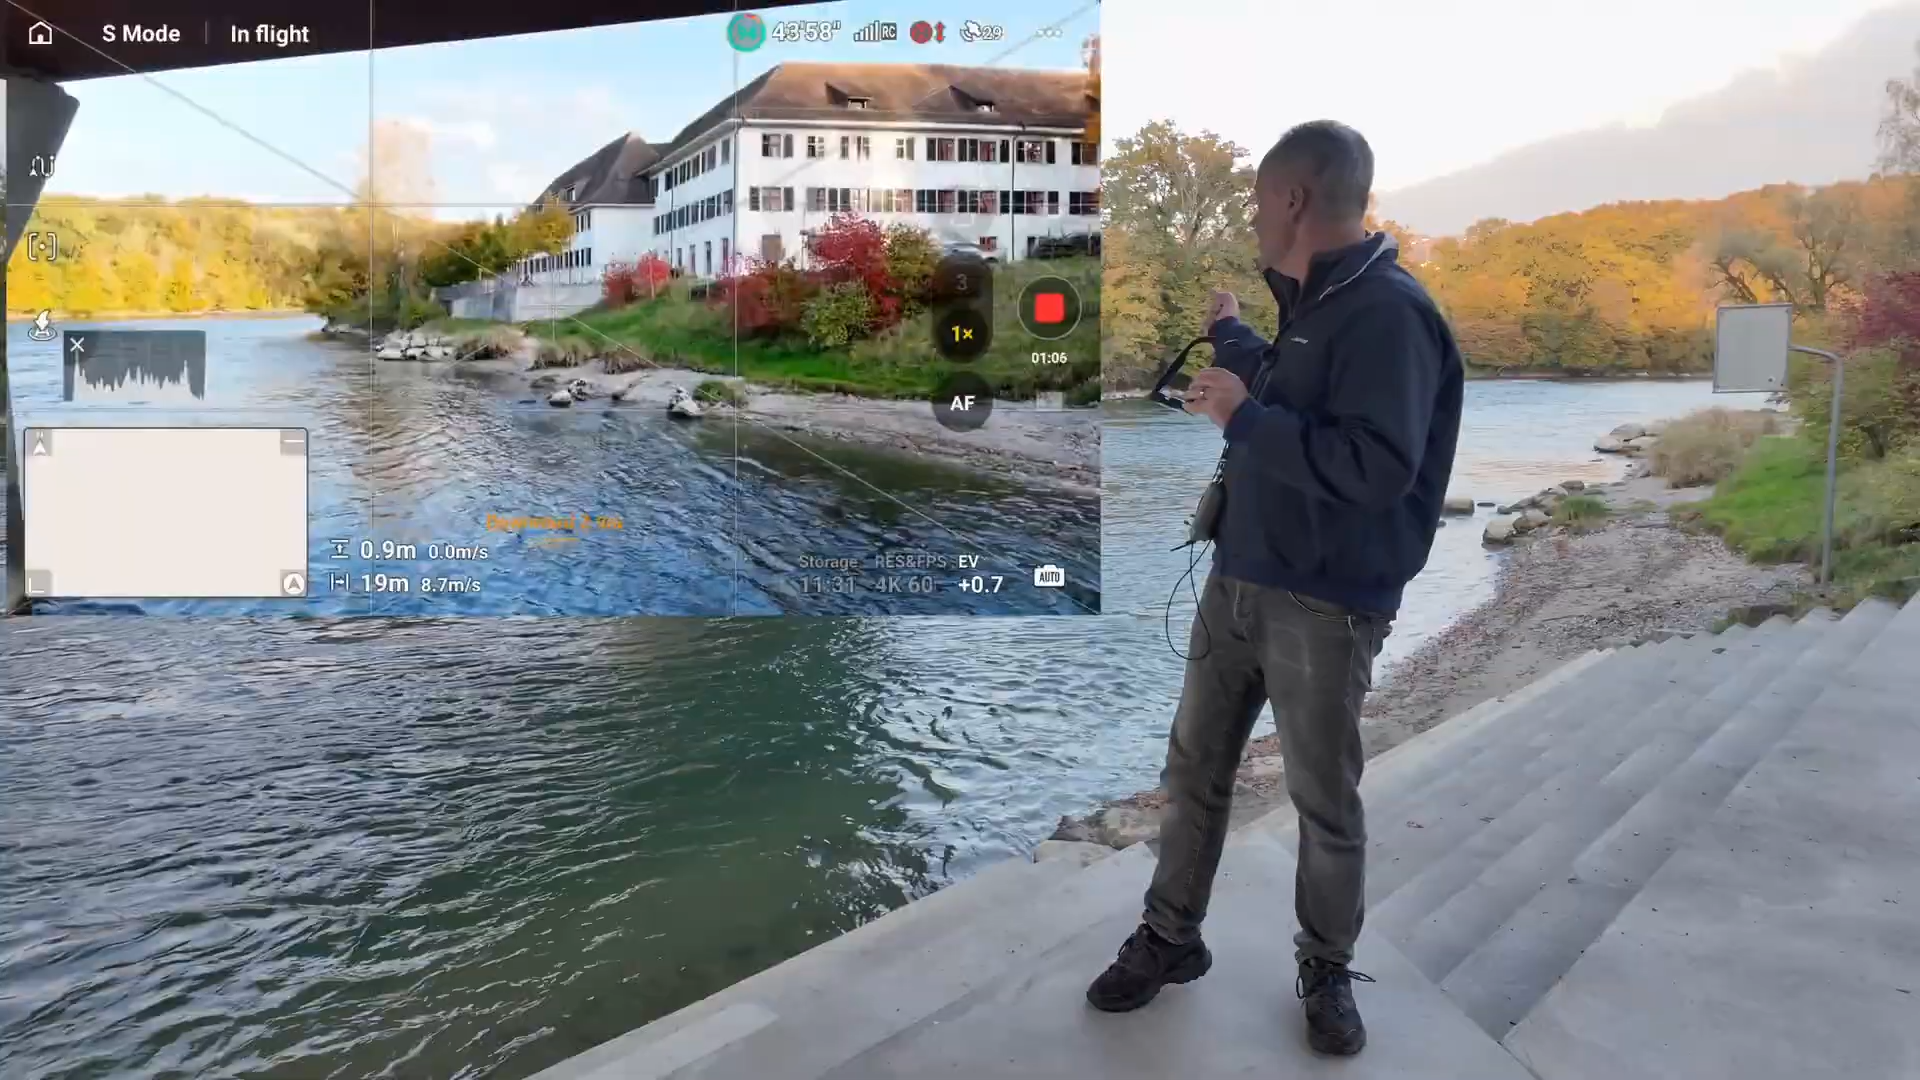 S Mode In flight 43'58" RC 29
3
1×
01:06
AF
0.9m 0.0m/s
19m 8.7m/s
Storage RES&FPS EV
11:31 4K 60 +0.7
AUTO